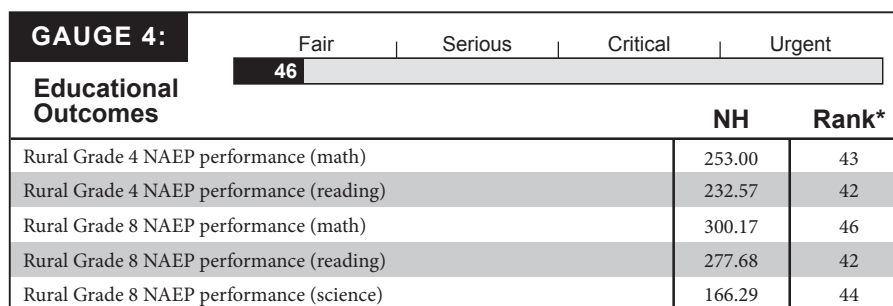 GAUGE 4:
Fair | Serious | Critical | Urgent
46
Educational
Outcomes
NH Rank*
Rural Grade 4 NAEP performance (math) 253.00 43
Rural Grade 4 NAEP performance (reading) 232.57 42
Rural Grade 8 NAEP performance (math) 300.17 46
Rural Grade 8 NAEP performance (reading) 277.68 42
Rural Grade 8 NAEP performance (science) 166.29 44